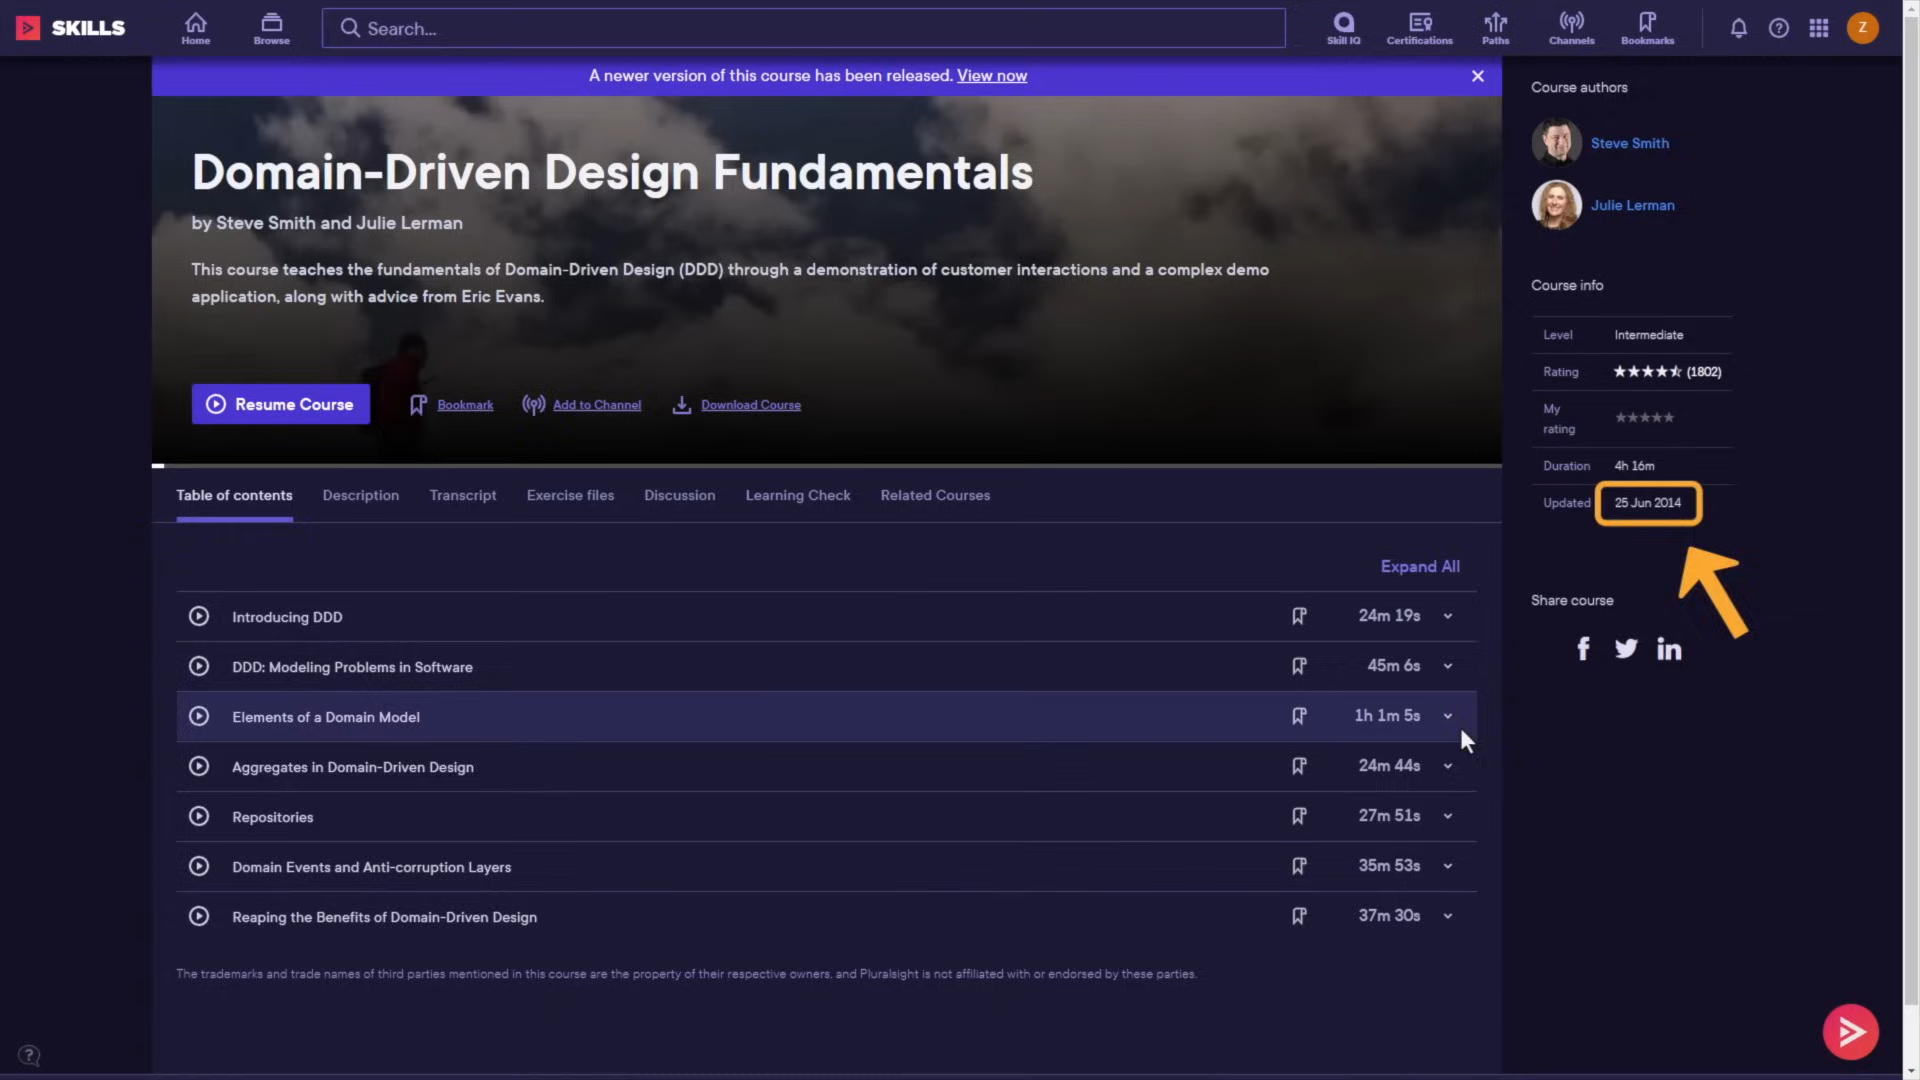 SKILLS
Home
Browse
Search...
Skill IQ
Certifications
Paths
Channels
Bookmarks
Z
A newer version of this course has been released. View now
Domain-Driven Design Fundamentals
by Steve Smith and Julie Lerman
This course teaches the fundamentals of Domain-Driven Design (DDD) through a demonstration of customer interactions and a complex demo
application, along with advice from Eric Evans.
Resume Course
Bookmark
Add to Channel
Download Course
Table of contents
Description
Transcript
Exercise files
Discussion
Learning Check
Related Courses
Expand All
Introducing DDD 24m 19s
DDD: Modeling Problems in Software 45m 6s
Elements of a Domain Model 1h 1m 5s
Aggregates in Domain-Driven Design 24m 44s
Repositories 27m 51s
Domain Events and Anti-corruption Layers 35m 53s
Reaping the Benefits of Domain-Driven Design 37m 30s
The trademarks and trade names of third parties mentioned in this course are the property of their respective owners, and Pluralsight is not affiliated with or endorsed by these parties.
Course authors
Steve Smith
Julie Lerman
Course info
Level Intermediate
Rating ★★★★⯪ (1802)
My
rating ★★★★★
Duration 4h 16m
Updated 25 Jun 2014
Share course